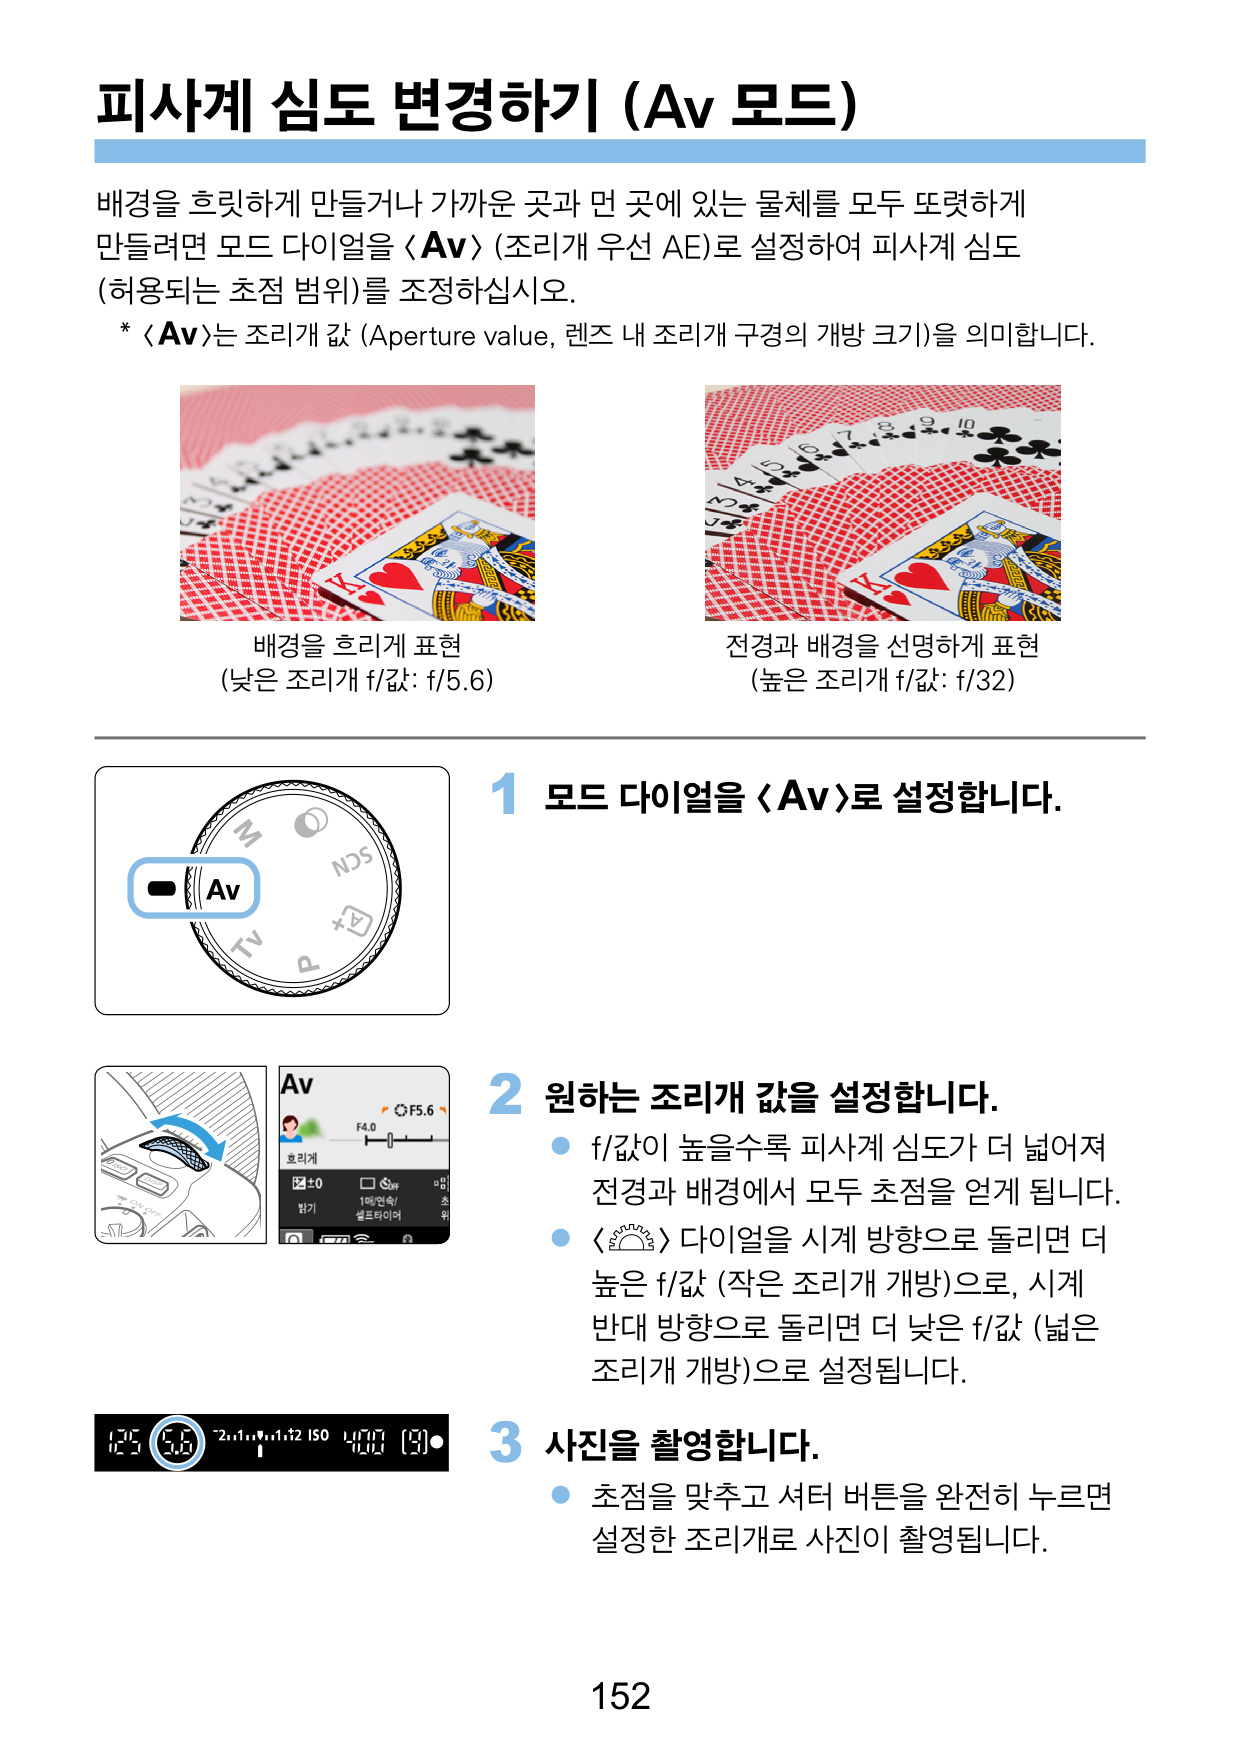 피사계 심도 변경하기 (Av 모드)
배경을 흐릿하게 만들거나 가까운 곳과 먼 곳에 있는 물체를 모두 또렷하게
만들려면 모드 다이얼을 <Av> (조리개 우선 AE)로 설정하여 피사계 심도
(허용되는 초점 범위)를 조정하십시오.
* <Av>는 조리개 값 (Aperture value, 렌즈 내 조리개 구경의 개방 크기)을 의미합니다.
3 4 K
J 3 4 5 6 7 8 9 10 K
배경을 흐리게 표현
(낮은 조리개 f/값: f/5.6)
전경과 배경을 선명하게 표현
(높은 조리개 f/값: f/32)
M
SCN
Av
A+
Tv
P
1 모드 다이얼을 <Av>로 설정합니다.
ISO
DISP
ON OFF
Av
F5.6
F4.0
흐리게
±0
OFF
밝기
1매/연속/
셀프타이머
초
위
Q
2 원하는 조리개 값을 설정합니다.
● f/값이 높을수록 피사계 심도가 더 넓어져
전경과 배경에서 모두 초점을 얻게 됩니다.
● < > 다이얼을 시계 방향으로 돌리면 더
높은 f/값 (작은 조리개 개방)으로, 시계
반대 방향으로 돌리면 더 낮은 f/값 (넓은
조리개 개방)으로 설정됩니다.
125 5.6 -2..1..▼..1.:+2 ISO 400 [9]●
3 사진을 촬영합니다.
● 초점을 맞추고 셔터 버튼을 완전히 누르면
설정한 조리개로 사진이 촬영됩니다.
152